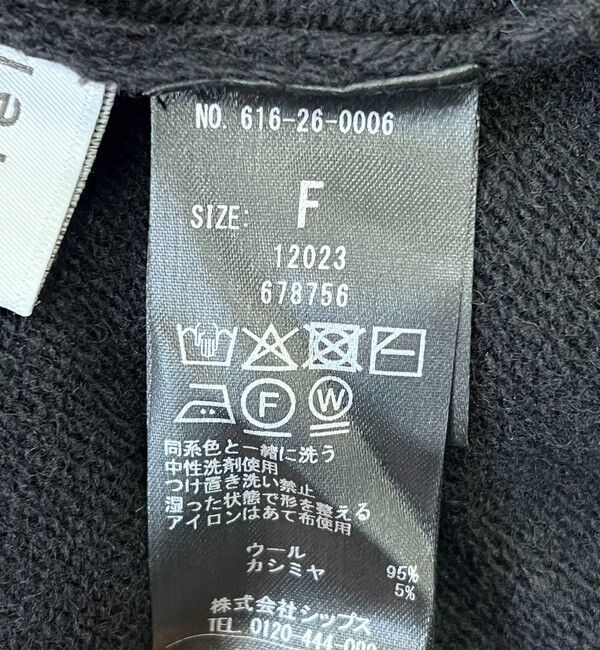 NO. 616-26-0006
SIZE: F
12023
678756
F
W
同系色と一緒に洗う
中性洗剤使用
つけ置き洗い禁止
湿った状態で形を整える
アイロンはあて布使用
ウール 95%
カシミヤ 5%
株式会社シップス
TEL. 0120-444-